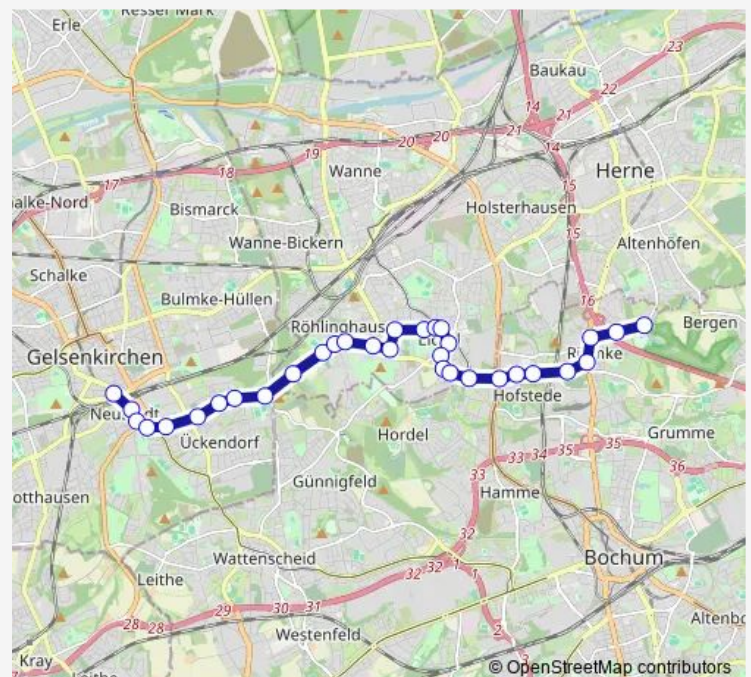 Resser Mark
Erle
23
Baukau
22
14
21
20
20
21
14
19
Wanne
18
17
Herne
15
alke-Nord
Bismarck
Holsterhausen
15
Wanne-Bickern
Altenhöfen
Schalke
Bulmke-Hüllen
16
Bergen
Röhlinghaus
Gelsenkirchen
Hofstede
Ückendorf
Hordel
Grumme
33
34
35
35
36
Günnigfeld
33
otthausen
Hamme
32
Wattenscheid
32
32
1
Bochum
Leithe
1
29
30
31
28
28
2
Altenbo
Westenfeld
Kray
© OpenStreetMap contributors